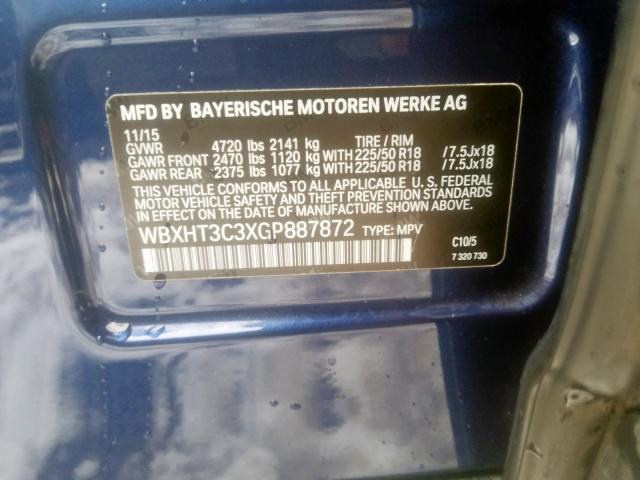 MFD BY BAYERISCHE MOTOREN WERKE AG
11/15
GVWR 4720 lbs 2141 kg TIRE / RIM
GAWR FRONT 2470 lbs 1120 kg WITH 225/50 R18 /7.5Jx18
GAWR REAR 2375 lbs 1077 kg WITH 225/50 R18 /7.5Jx18
THIS VEHICLE CONFORMS TO ALL APPLICABLE U. S. FEDERAL
MOTOR VEHICLE SAFETY AND THEFT PREVENTION STANDARDS
IN EFFECT ON THE DATE OF MANUFACTURE SHOWN ABOVE.
WBXHT3C3XGP887872 TYPE: MPV
C10/5
7 320 730